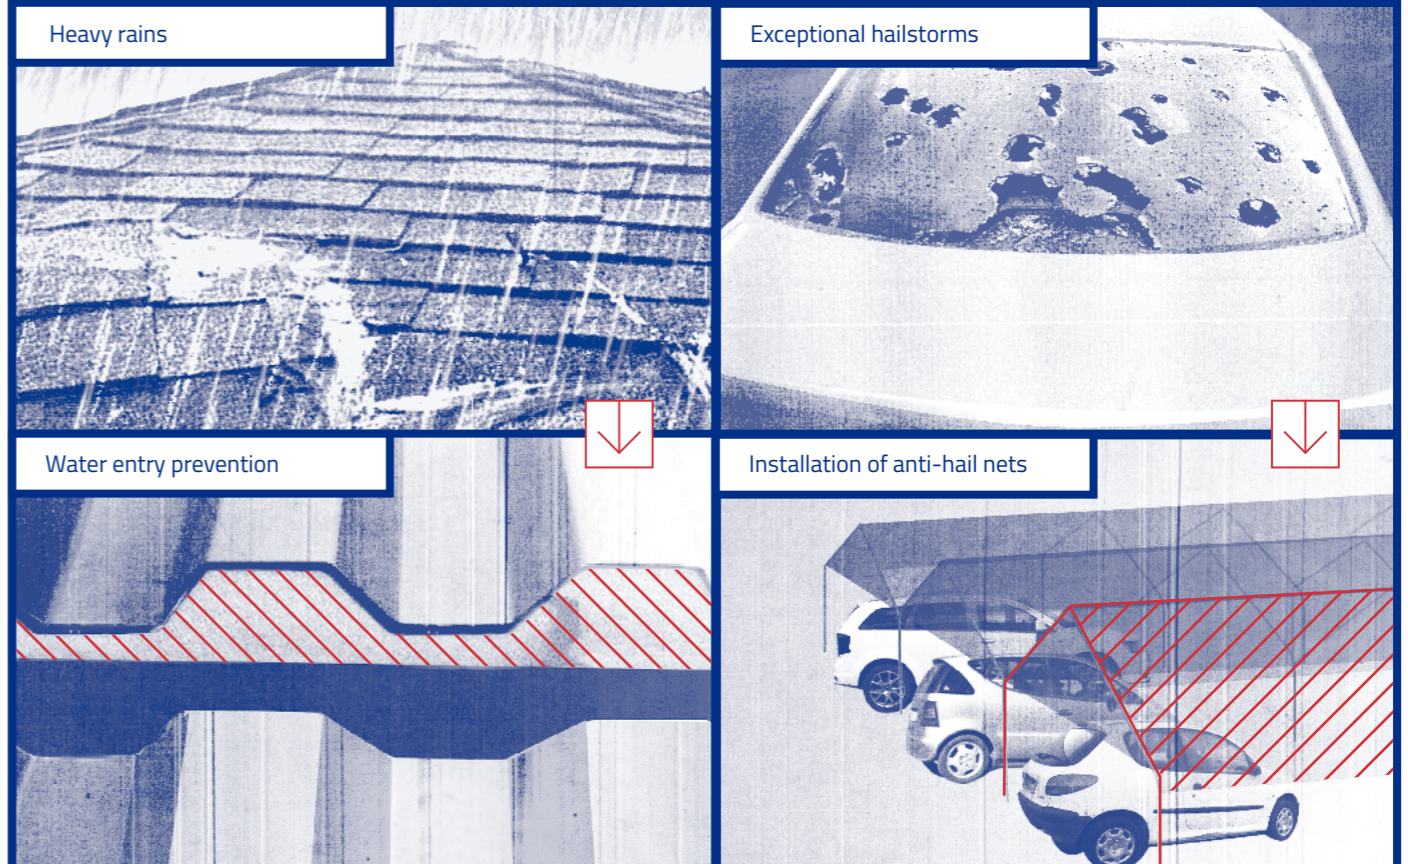 Heavy rains
Exceptional hailstorms
Water entry prevention
Installation of anti-hail nets